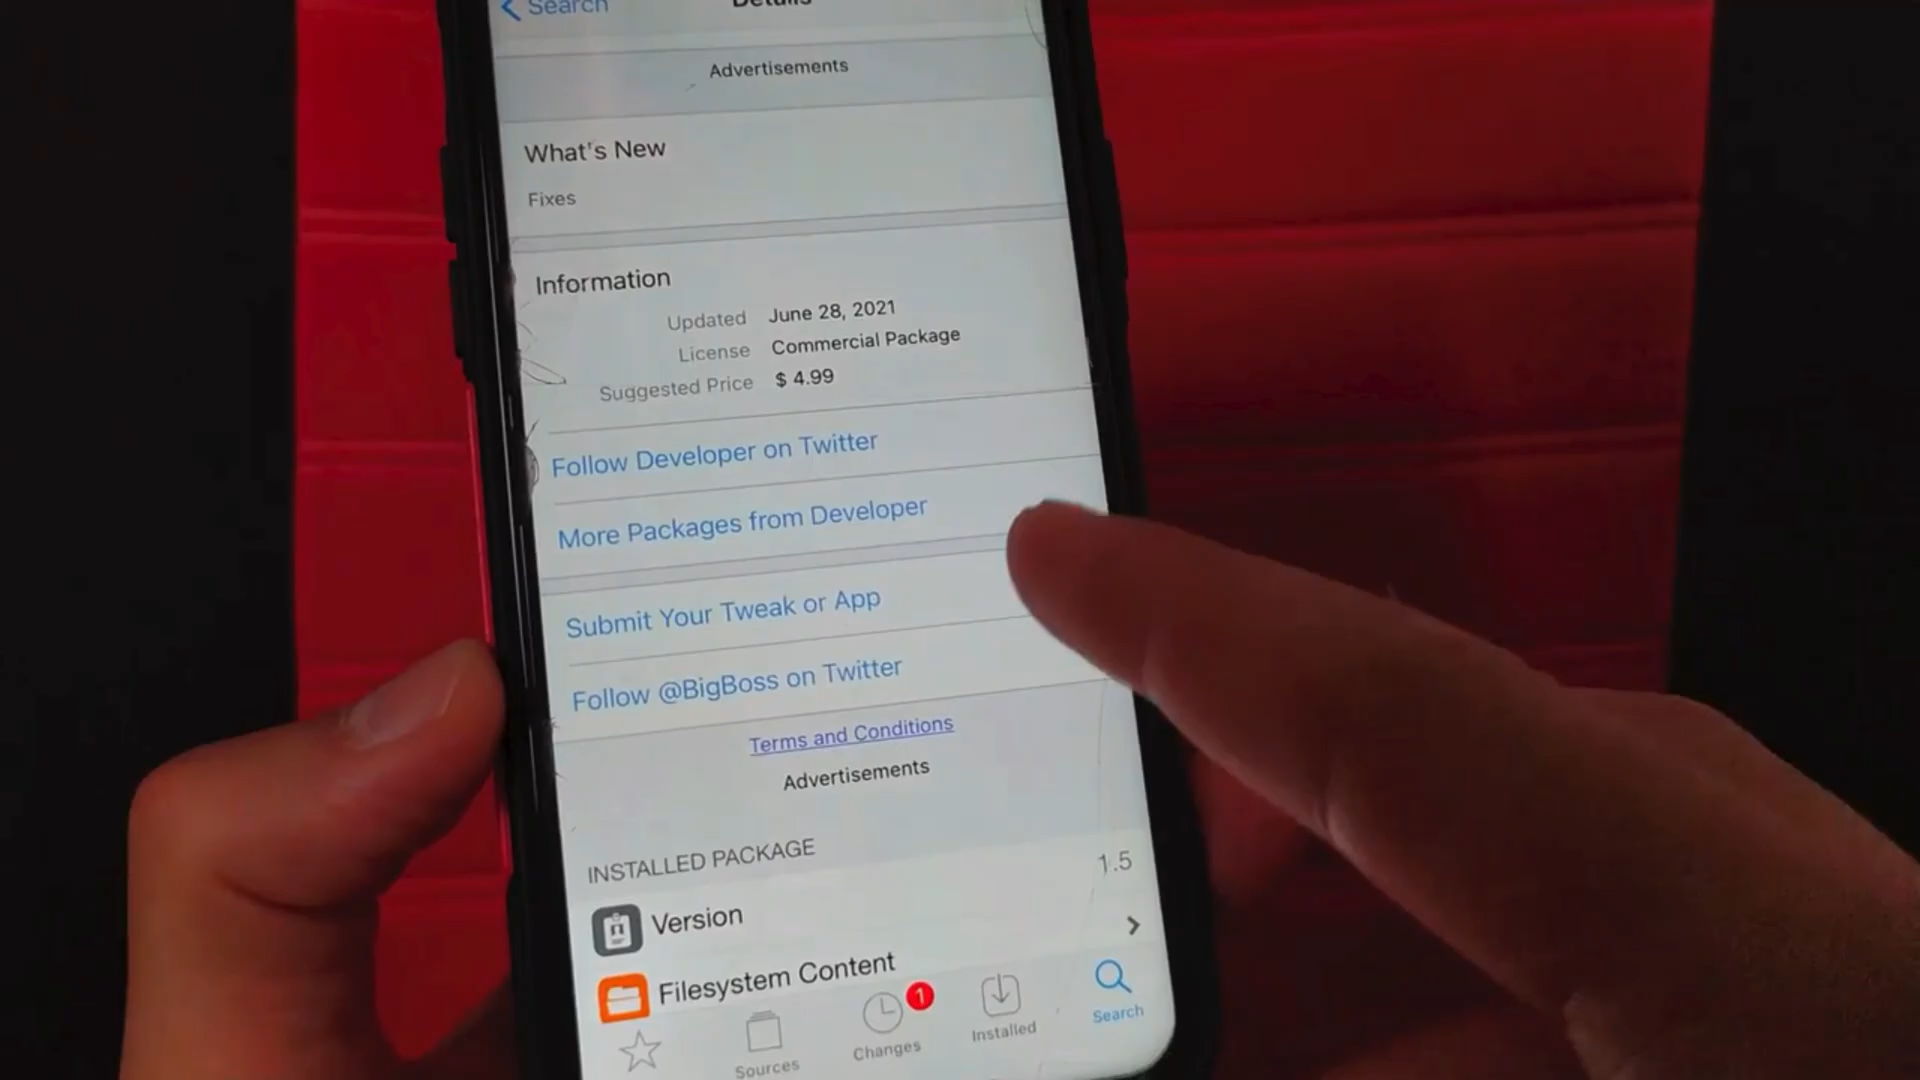 Search
Details
Advertisements
What's New
Fixes
Information
Updated June 28, 2021
License Commercial Package
Suggested Price $ 4.99
Follow Developer on Twitter
More Packages from Developer
Submit Your Tweak or App
Follow @BigBoss on Twitter
Terms and Conditions
Advertisements
INSTALLED PACKAGE
Version 1.5
Filesystem Content
1
Sources
Changes
Installed
Search